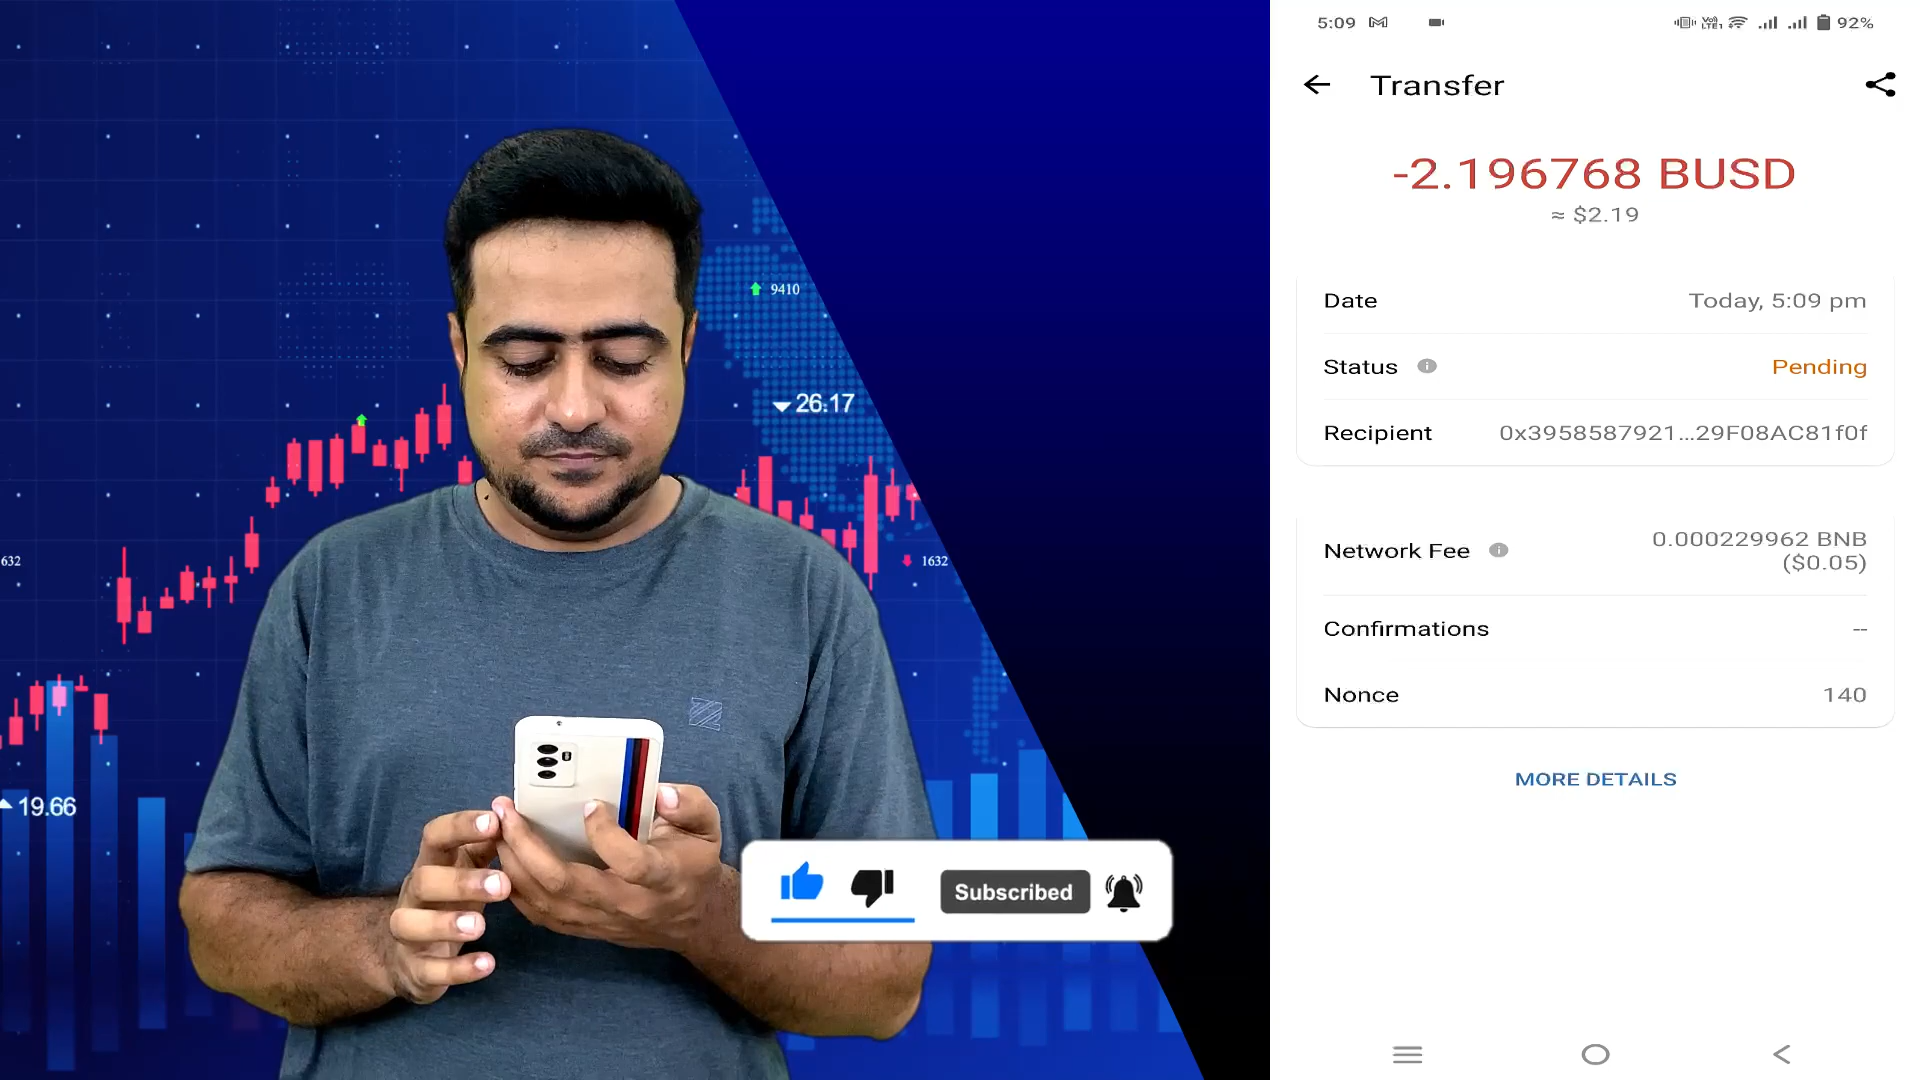 5:09
VoI) LTE1
92%
Transfer
-2.196768 BUSD
≈ $2.19
Date
Today, 5:09 pm
Status
Pending
Recipient
0x3958587921...29F08AC81f0f
Network Fee
0.000229962 BNB
($0.05)
Confirmations
--
Nonce
140
MORE DETAILS
9410
26.17
632
1632
19.66
Subscribed